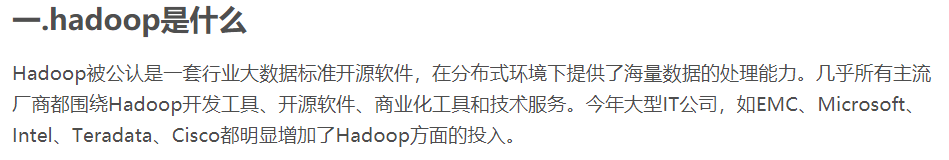 一.hadoop是什么
Hadoop被公认是一套行业大数据标准开源软件，在分布式环境下提供了海量数据的处理能力。几乎所有主流
厂商都围绕Hadoop开发工具、开源软件、商业化工具和技术服务。今年大型IT公司，如EMC、Microsoft、
Intel、Teradata、Cisco都明显增加了Hadoop方面的投入。